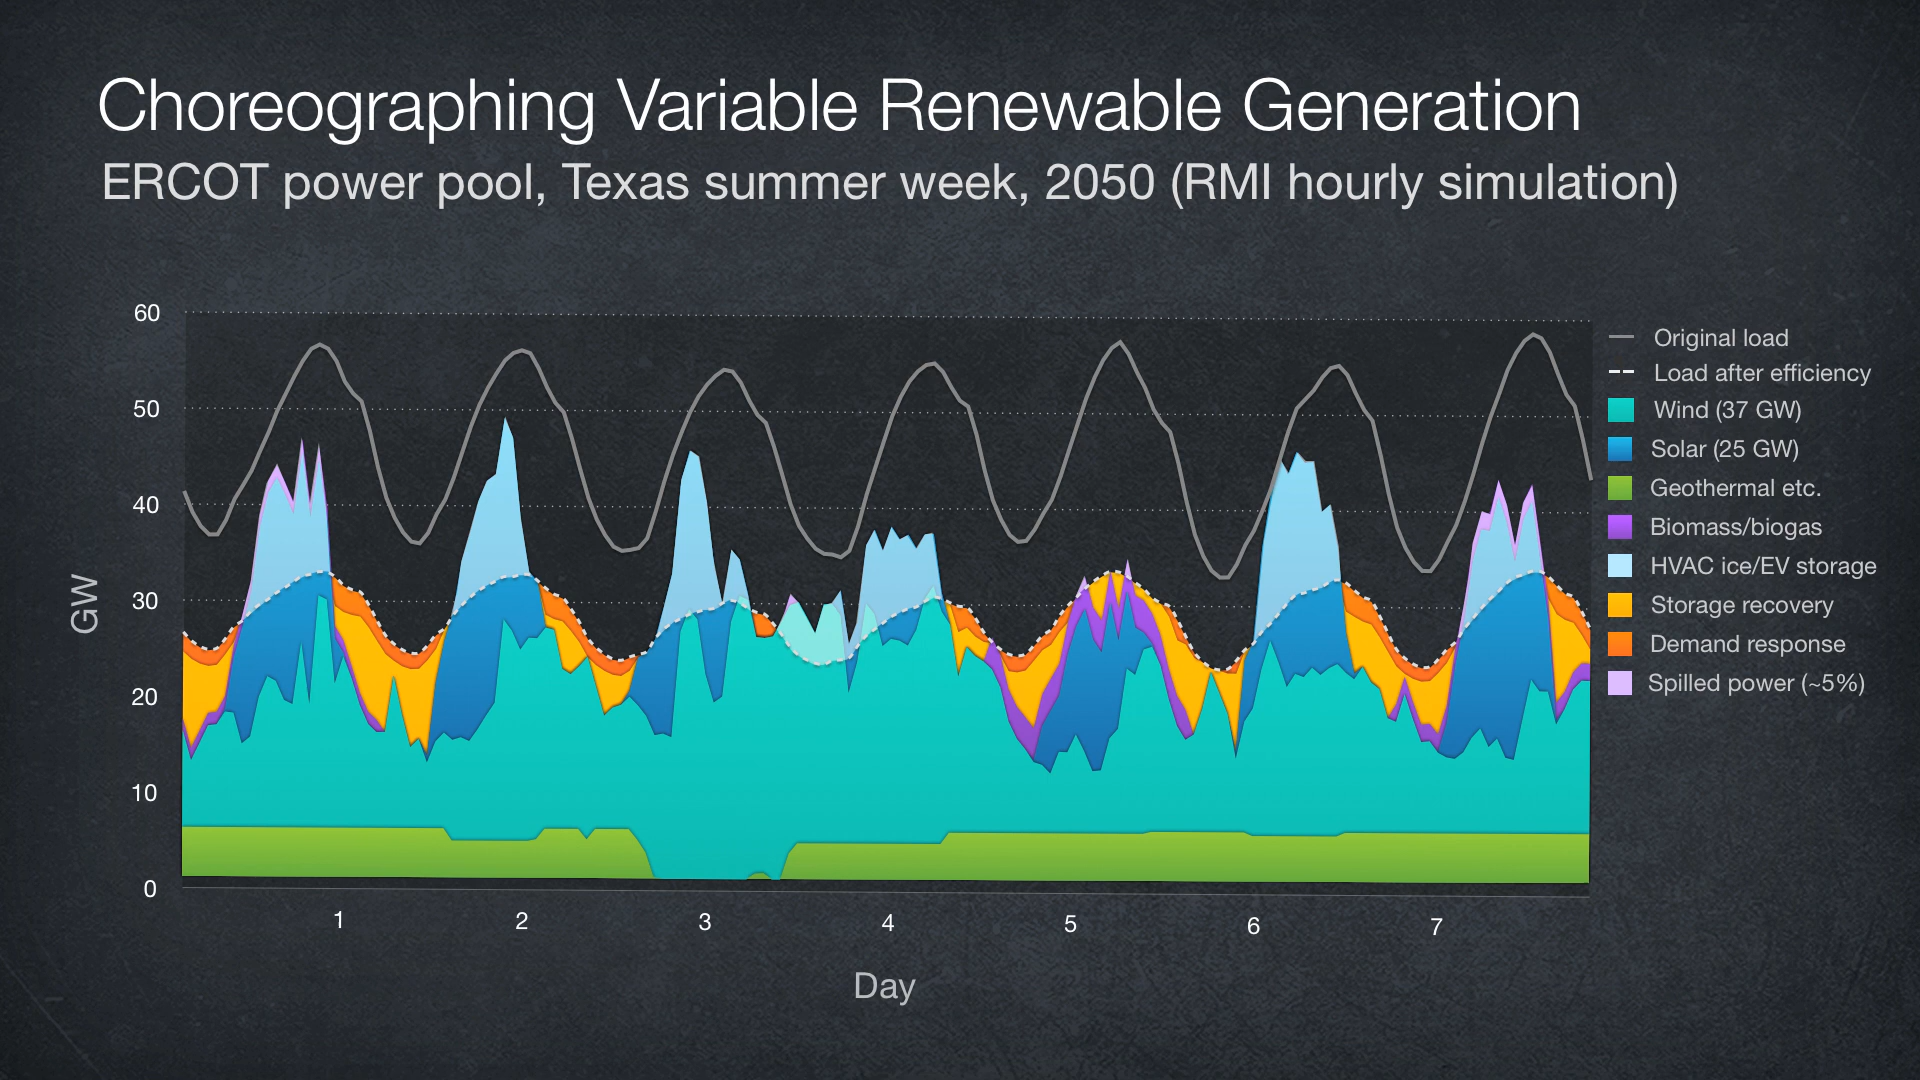 Choreographing Variable Renewable Generation
ERCOT power pool, Texas summer week, 2050 (RMI hourly simulation)
60
50
40
30
20
10
0
GW
1
2
3
4
5
6
7
Day
Original load
Load after efficiency
Wind (37 GW)
Solar (25 GW)
Geothermal etc.
Biomass/biogas
HVAC ice/EV storage
Storage recovery
Demand response
Spilled power (~5%)